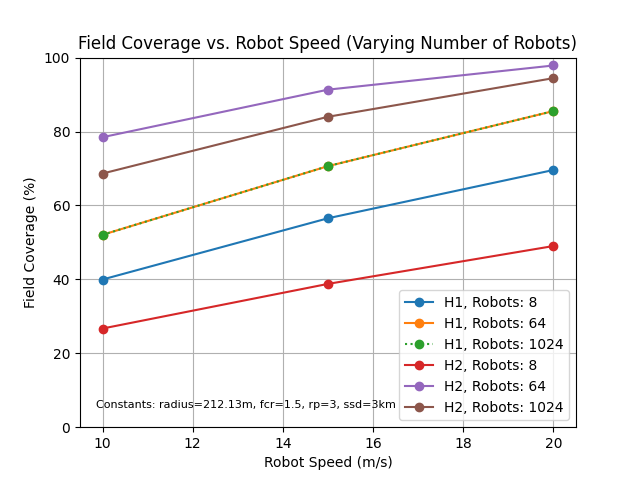 Field Coverage vs. Robot Speed (Varying Number of Robots)
100
80
60
40
20
0
Field Coverage (%)
H1, Robots: 8
H1, Robots: 64
H1, Robots: 1024
H2, Robots: 8
H2, Robots: 64
H2, Robots: 1024
Constants: radius=212.13m, fcr=1.5, rp=3, ssd=3km
10 12 14 16 18 20
Robot Speed (m/s)